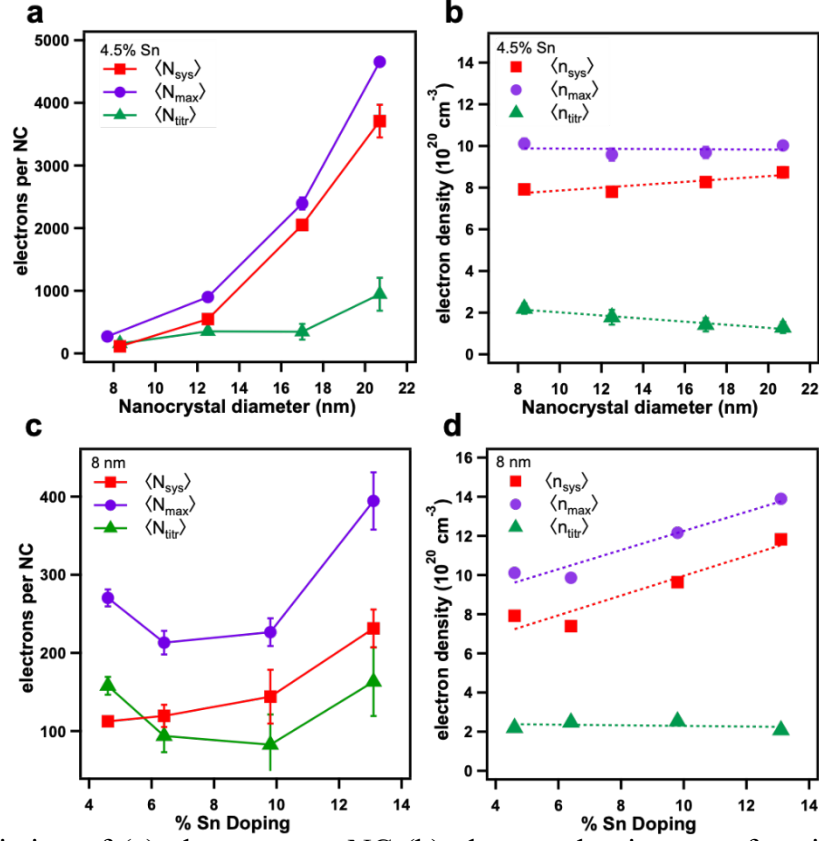 a
4.5% Sn
⟨Nsys⟩
⟨Nmax⟩
⟨Ntitr⟩
electrons per NC
5000
4000
3000
2000
1000
0
8 10 12 14 16 18 20 22
Nanocrystal diameter (nm)
b
4.5% Sn
⟨nsys⟩
⟨nmax⟩
⟨ntitr⟩
electron density (10²⁰ cm⁻³)
14
12
10
8
6
4
2
0
8 10 12 14 16 18 20 22
Nanocrystal diameter (nm)
c
8 nm
⟨Nsys⟩
⟨Nmax⟩
⟨Ntitr⟩
electrons per NC
400
300
200
100
4 6 8 10 12 14
% Sn Doping
d
8 nm
⟨nsys⟩
⟨nmax⟩
⟨ntitr⟩
electron density (10²⁰ cm⁻³)
16
14
12
10
8
6
4
2
0
4 6 8 10 12 14
% Sn Doping